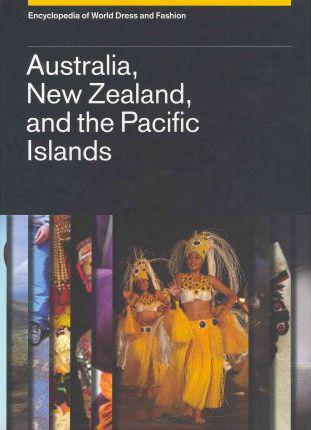 Encyclopedia of World Dress and Fashion
Australia,
New Zealand,
and the Pacific
Islands